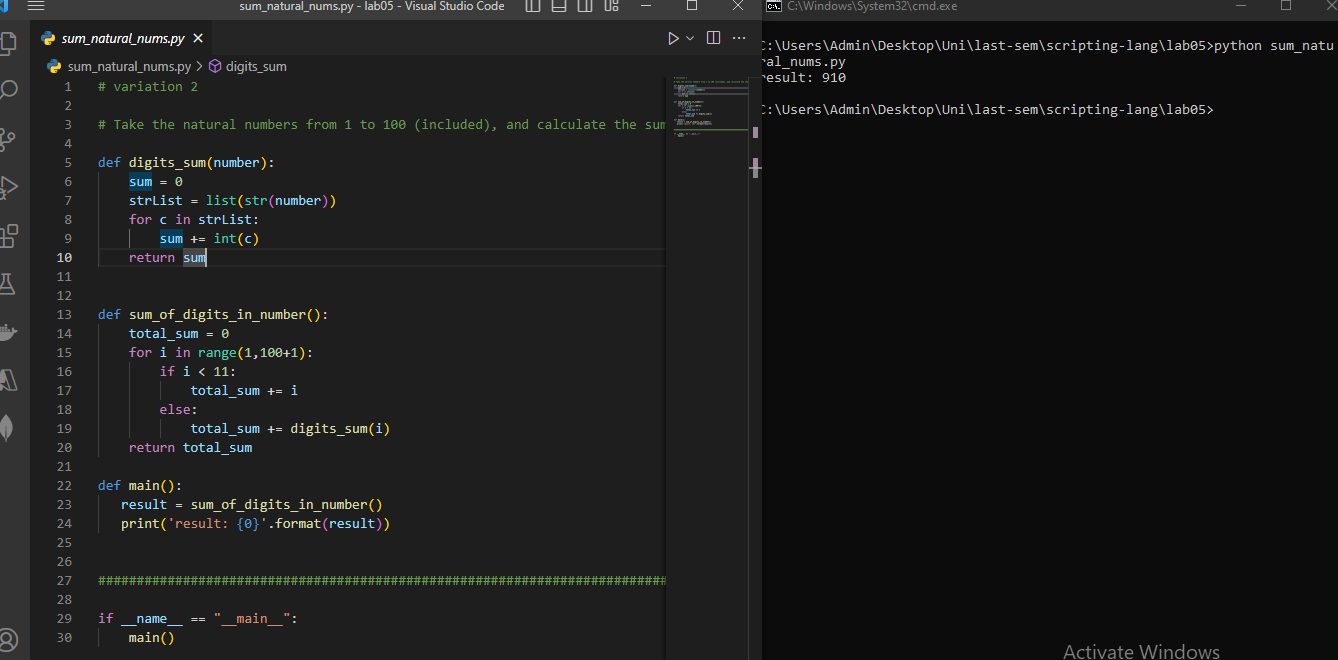 sum_natural_nums.py - lab05 - Visual Studio Code
sum_natural_nums.py
sum_natural_nums.py > digits_sum
1 # variation 2
2
3 # Take the natural numbers from 1 to 100 (included), and calculate the sum
4
5 def digits_sum(number):
6     sum = 0
7     strList = list(str(number))
8     for c in strList:
9         sum += int(c)
10     return sum
11
12
13 def sum_of_digits_in_number():
14     total_sum = 0
15     for i in range(1,100+1):
16         if i < 11:
17             total_sum += i
18         else:
19             total_sum += digits_sum(i)
20     return total_sum
21
22 def main():
23    result = sum_of_digits_in_number()
24    print('result: {0}'.format(result))
25
26
27 ##########################################################################
28
29 if __name__ == "__main__":
30     main()
C:\Windows\System32\cmd.exe
C:\Users\Admin\Desktop\Uni\last-sem\scripting-lang\lab05>python sum_natu
ral_nums.py
result: 910
C:\Users\Admin\Desktop\Uni\last-sem\scripting-lang\lab05>
Activate Windows